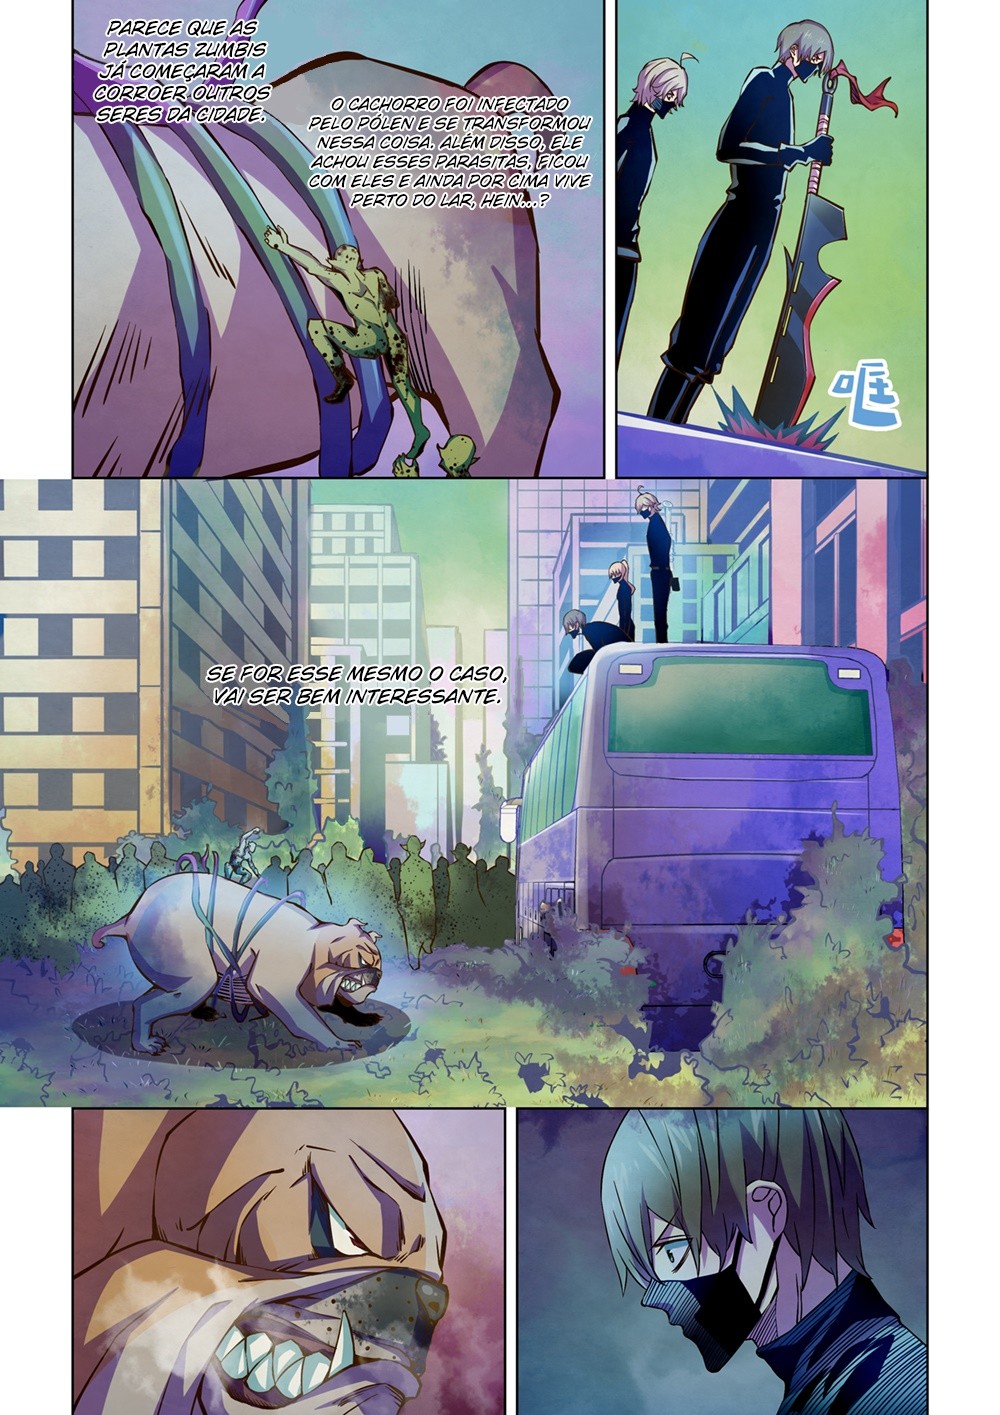 PARECE QUE AS
PLANTAS ZUMBIS
JÁ COMEÇARAM A
CORROER OUTROS
SERES DA CIDADE.
O CACHORRO FOI INFECTADO
PELO PÓLEN E SE TRANSFORMOU
NESSA COISA. ALÉM DISSO, ELE
ACHOU ESSES PARASITAS, FICOU
COM ELES E AINDA POR CIMA VIVE
PERTO DO LAR, HEIN...?
哐
SE FOR ESSE MESMO O CASO,
VAI SER BEM INTERESSANTE.